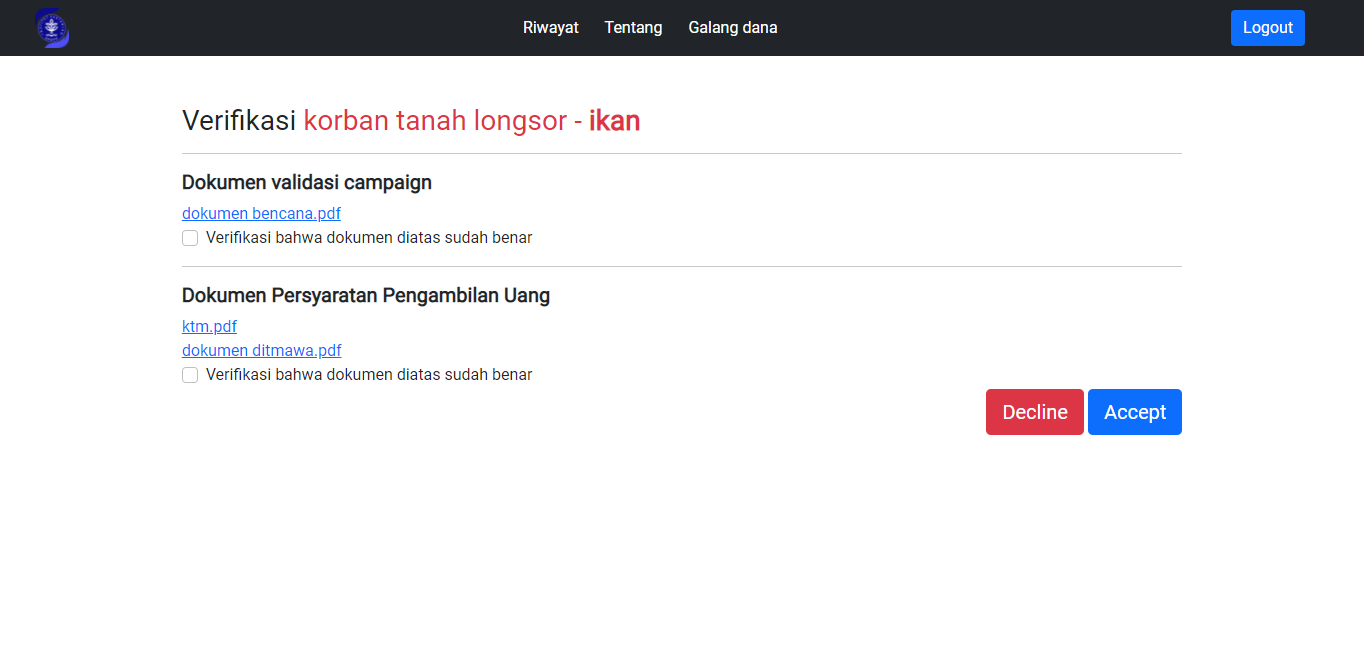 Riwayat Tentang Galang dana Logout
Verifikasi korban tanah longsor - ikan
Dokumen validasi campaign
dokumen bencana.pdf
Verifikasi bahwa dokumen diatas sudah benar
Dokumen Persyaratan Pengambilan Uang
ktm.pdf
dokumen ditmawa.pdf
Verifikasi bahwa dokumen diatas sudah benar
Decline Accept